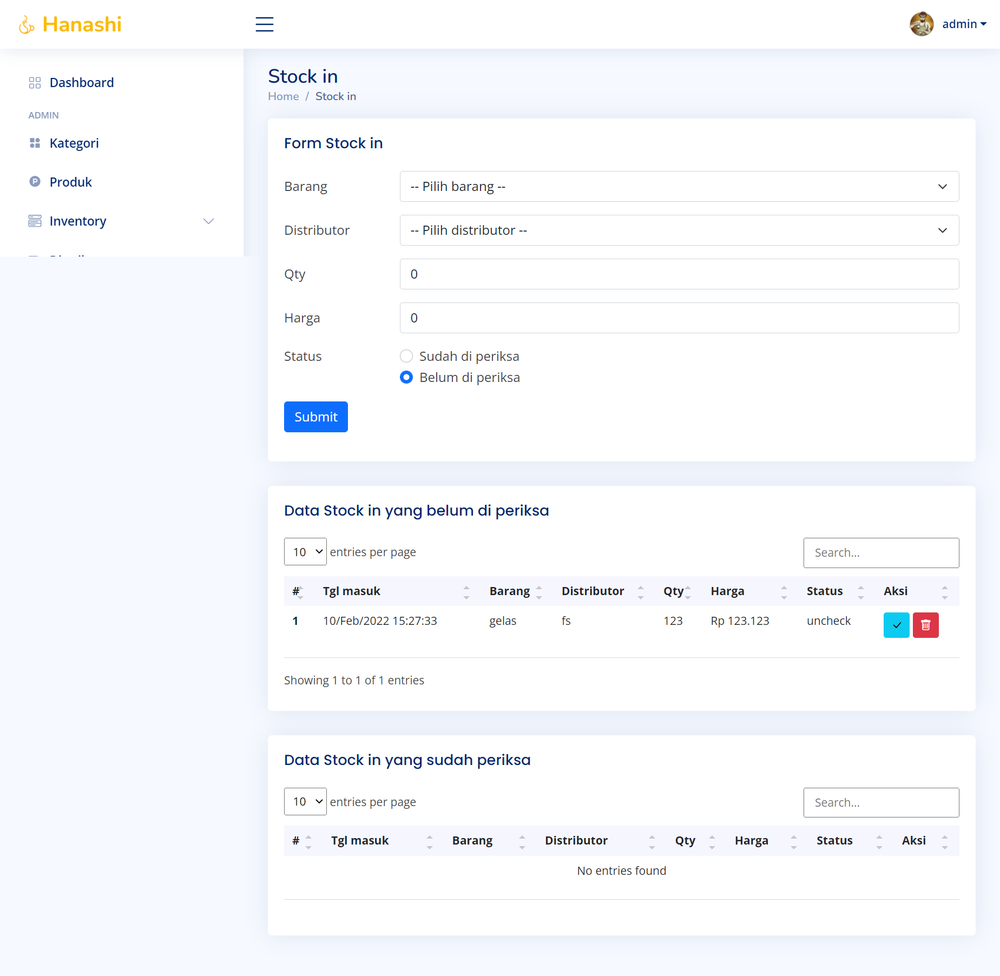 Hanashi
admin
Dashboard
ADMIN
Kategori
Produk
Inventory
Stock in
Home / Stock in
Form Stock in
Barang
-- Pilih barang --
Distributor
-- Pilih distributor --
Qty
0
Harga
0
Status
Sudah di periksa
Belum di periksa
Submit
Data Stock in yang belum di periksa
10 entries per page
Search...
# Tgl masuk Barang Distributor Qty Harga Status Aksi
1 10/Feb/2022 15:27:33 gelas fs 123 Rp 123.123 uncheck
Showing 1 to 1 of 1 entries
Data Stock in yang sudah periksa
10 entries per page
Search...
# Tgl masuk Barang Distributor Qty Harga Status Aksi
No entries found